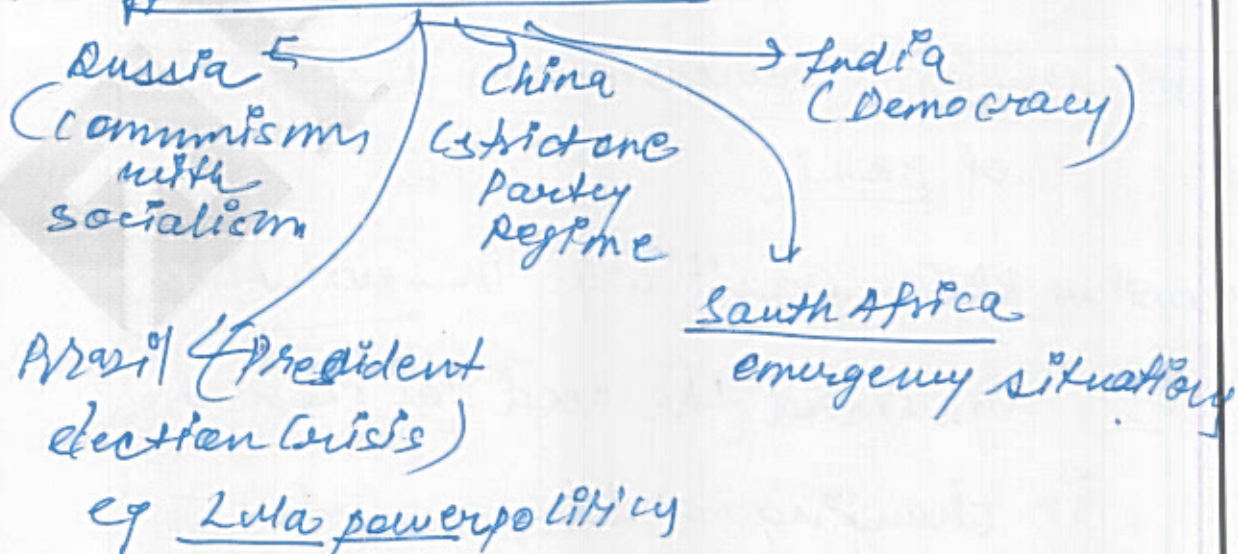 Russia
(Communism
with
socialism
China
(strict one
Party
Regime
India
(Democracy)
South Africa
emergency situation
Brazil (President
election crisis)
eg Lula powerpolitics